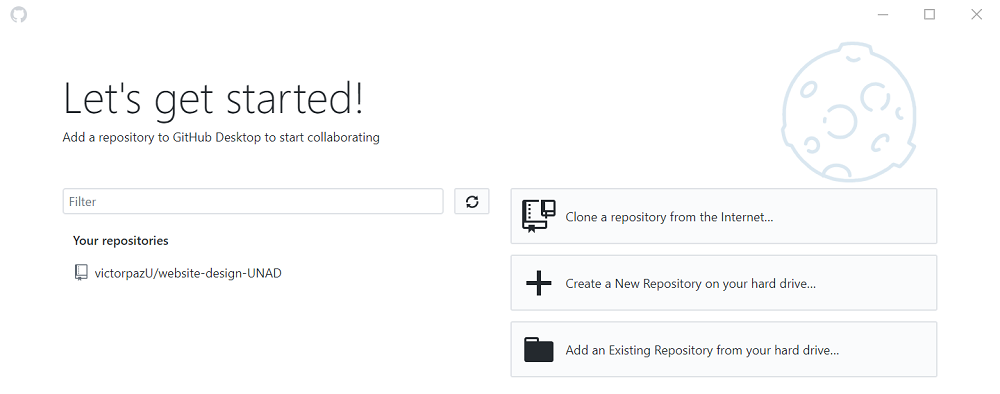 Let's get started!
Add a repository to GitHub Desktop to start collaborating
Filter
Your repositories
victorpazU/website-design-UNAD
Clone a repository from the Internet...
Create a New Repository on your hard drive...
Add an Existing Repository from your hard drive...